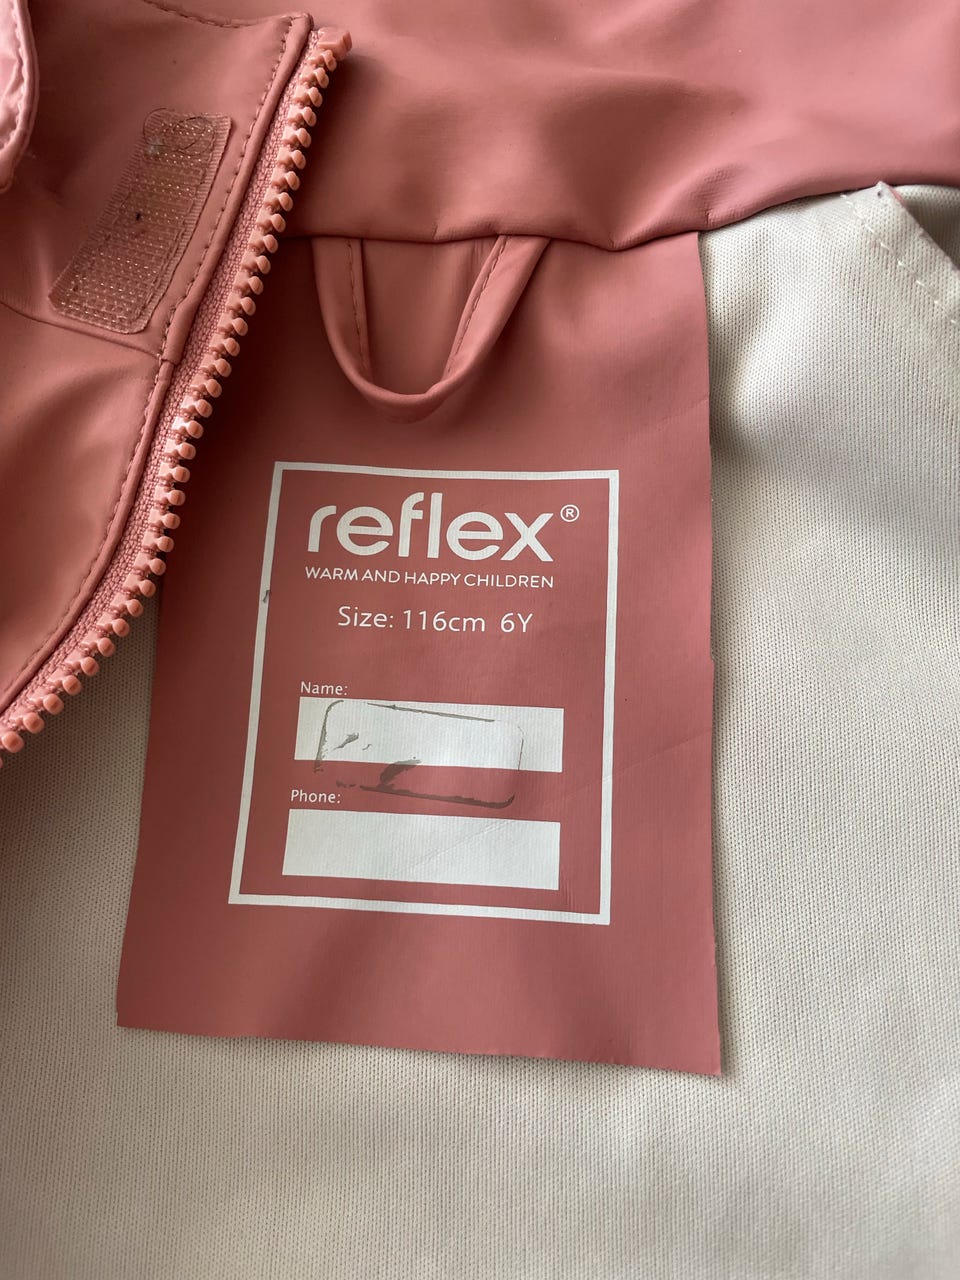 reflex®
WARM AND HAPPY CHILDREN
Size: 116cm 6Y
Name:
Phone: